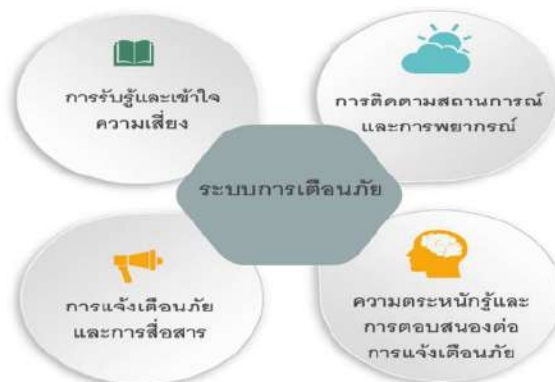 การรับรู้และเข้าใจ
ความเสี่ยง
การติดตามสถานการณ์
และการพยากรณ์
ระบบการเตือนภัย
การแจ้งเตือนภัย
และการสื่อสาร
ความตระหนักรู้และ
การตอบสนองต่อ
การแจ้งเตือนภัย